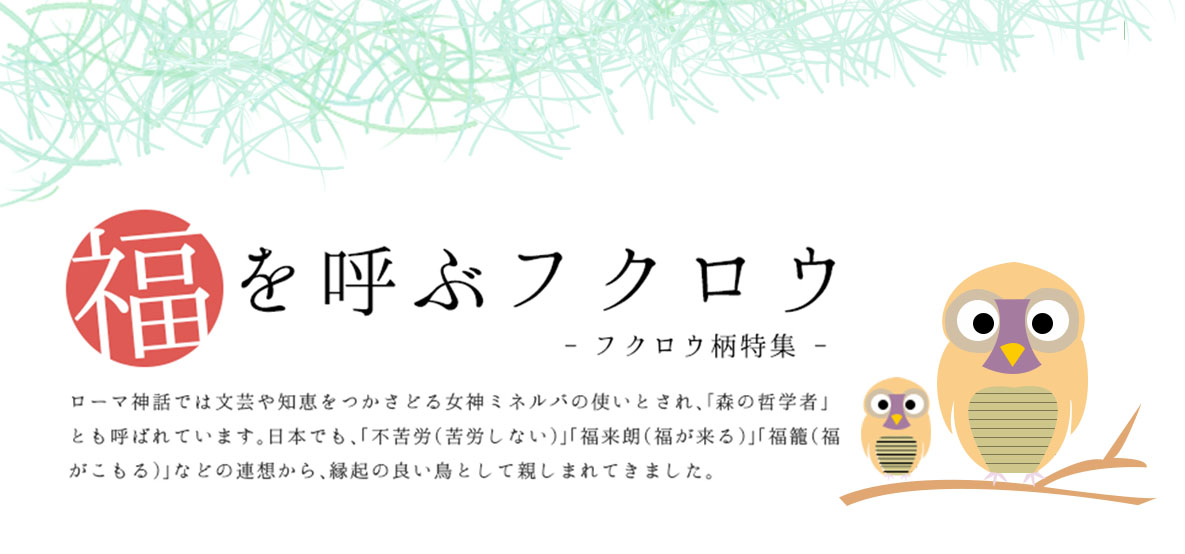 福を呼ぶフクロウ
− フクロウ柄特集 −
ローマ神話では文芸や知恵をつかさどる女神ミネルバの使いとされ、「森の哲学者」
とも呼ばれています。日本でも、「不苦労(苦労しない)」「福来朗(福が来る)」「福籠(福
がこもる)」などの連想から、縁起の良い鳥として親しまれてきました。